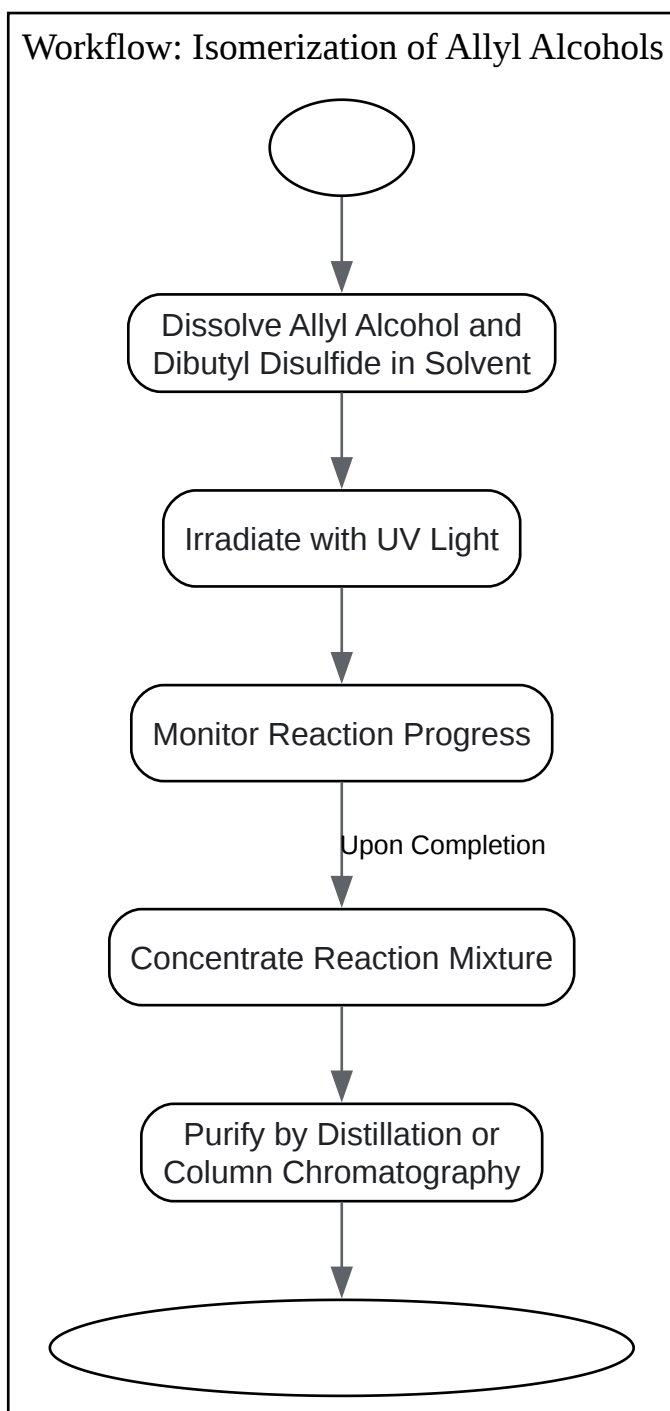 Workflow: Isomerization of Allyl Alcohols
Dissolve Allyl Alcohol and
Dibutyl Disulfide in Solvent
Irradiate with UV Light
Monitor Reaction Progress
Upon Completion
Concentrate Reaction Mixture
Purify by Distillation or
Column Chromatography